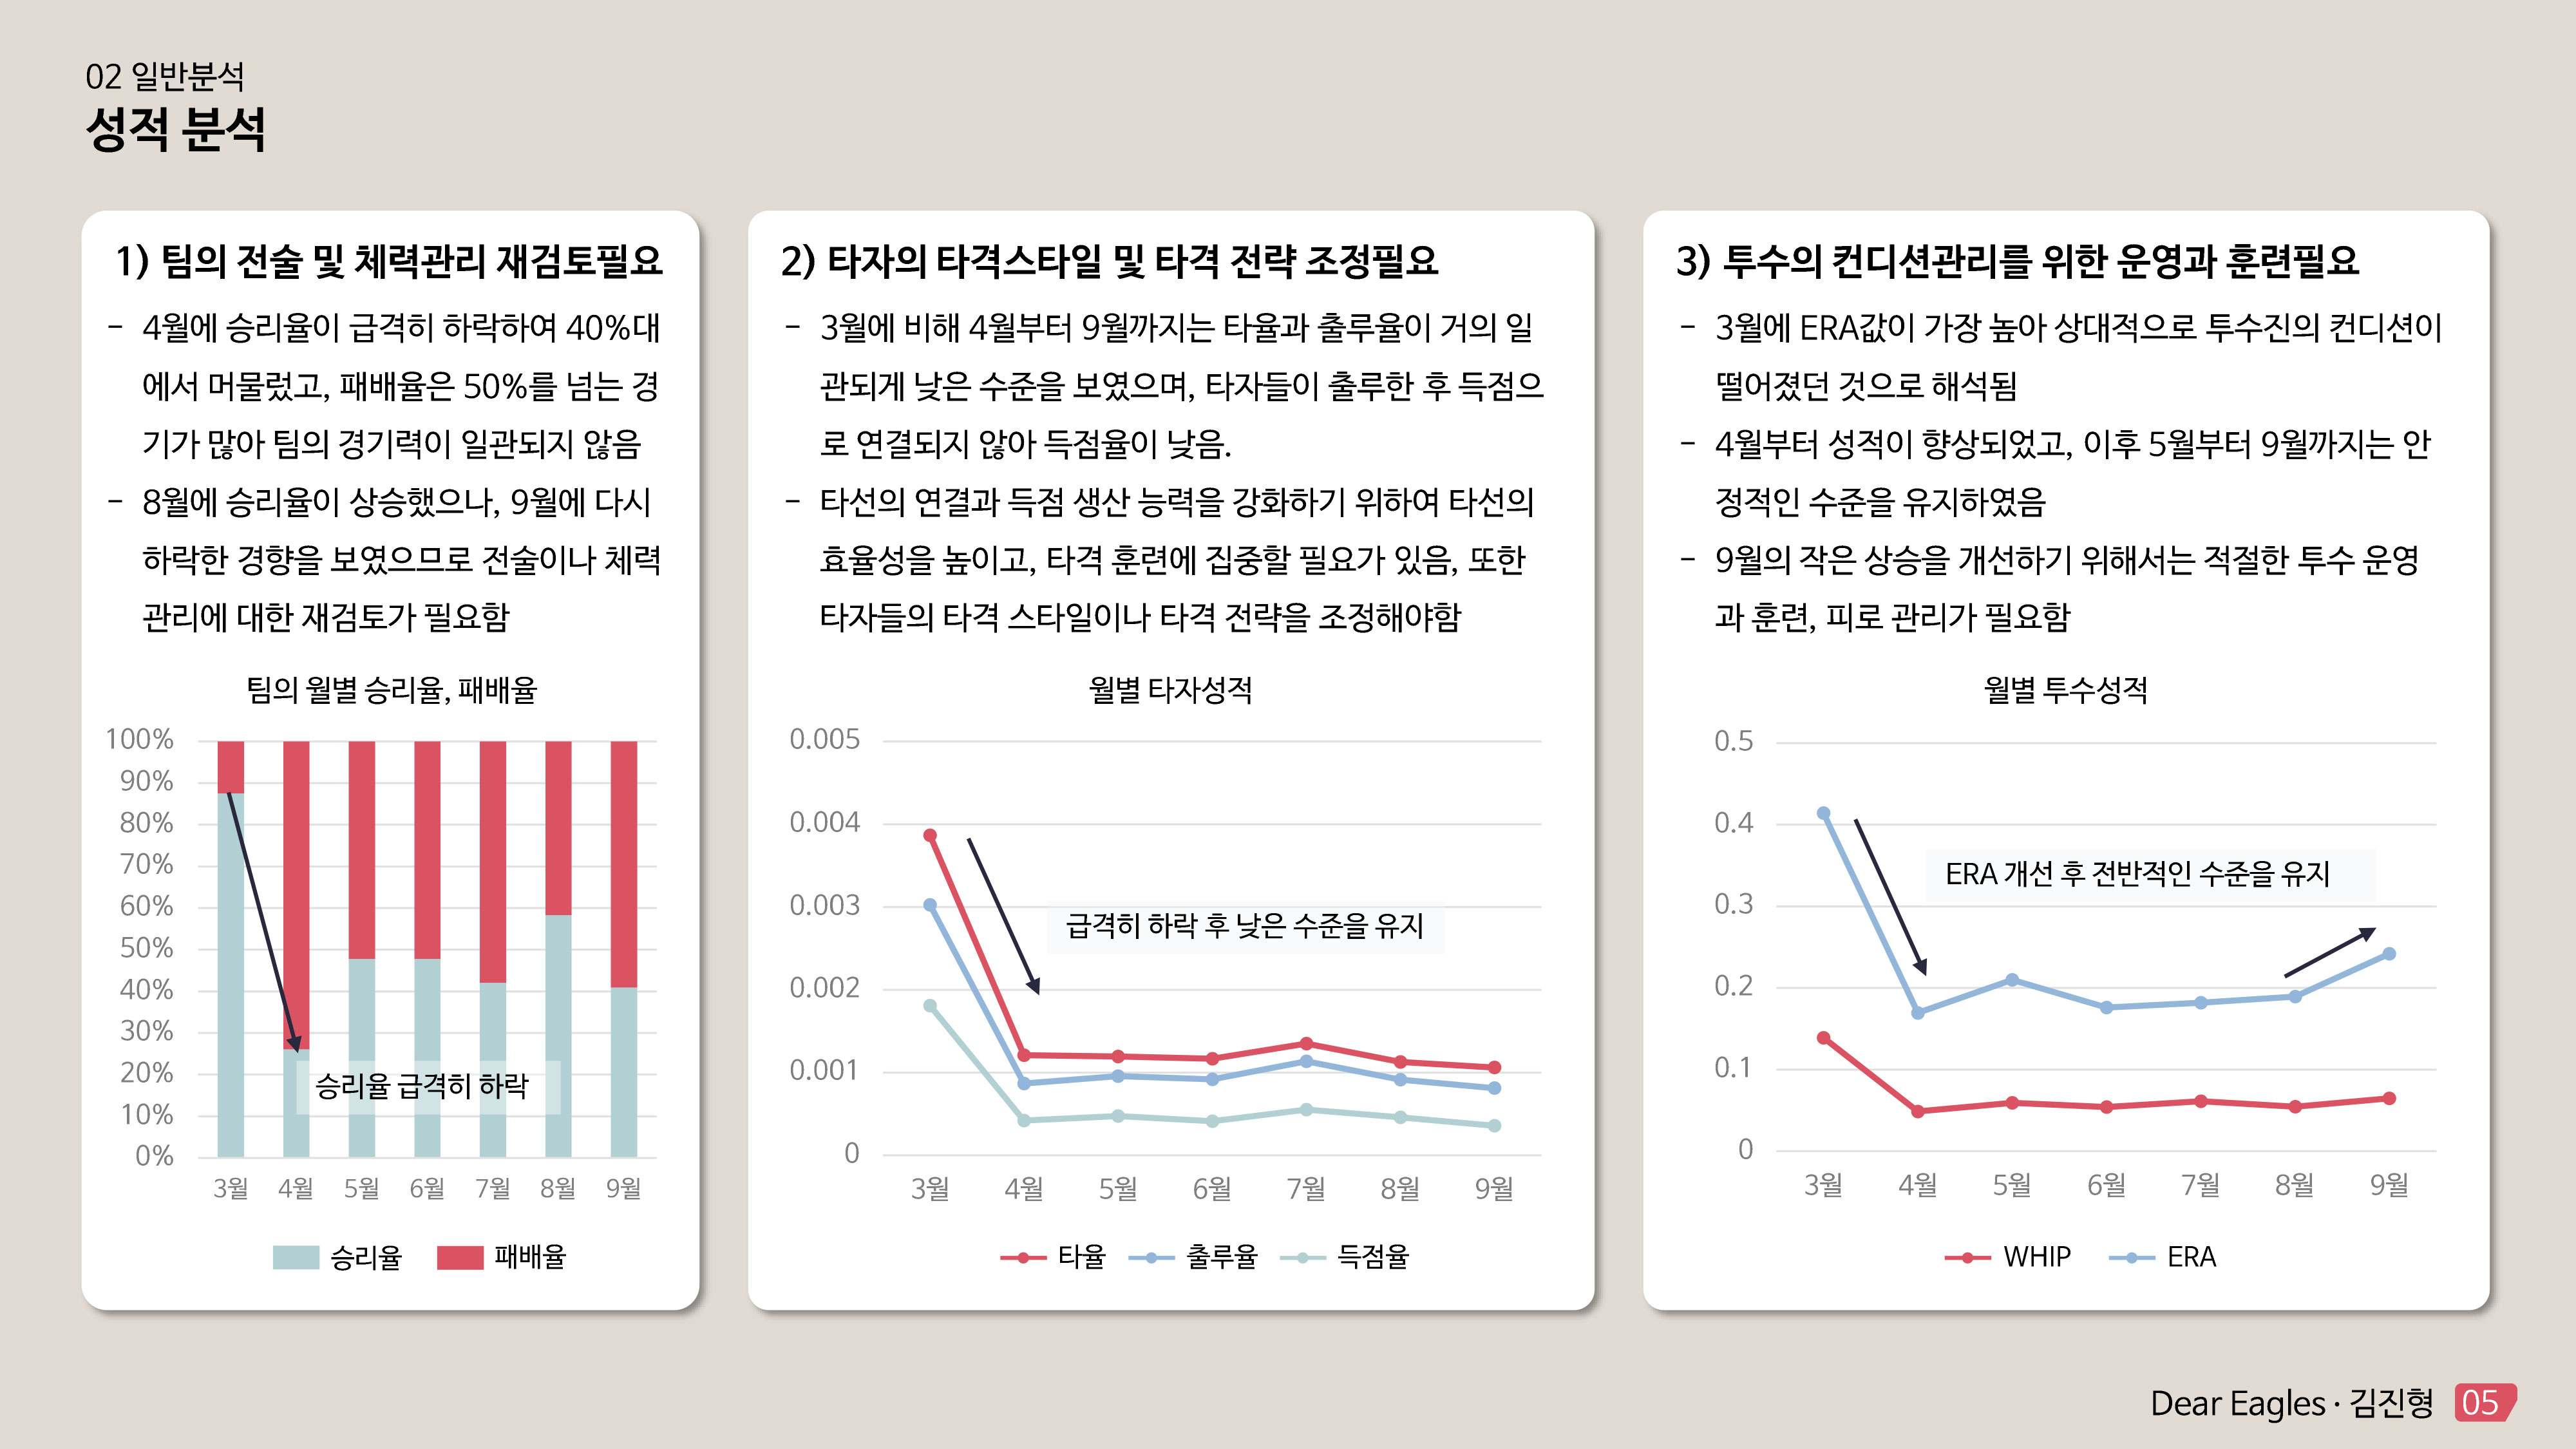 02 일반분석
성적 분석
1) 팀의 전술 및 체력관리 재검토필요
- 4월에 승리율이 급격히 하락하여 40%대
에서 머물렀고, 패배율은 50%를 넘는 경
기가 많아 팀의 경기력이 일관되지 않음
- 8월에 승리율이 상승했으나, 9월에 다시
하락한 경향을 보였으므로 전술이나 체력
관리에 대한 재검토가 필요함
팀의 월별 승리율, 패배율
100%
90%
80%
70%
60%
50%
40%
30%
20%
10%
0%
승리율 급격히 하락
3월 4월 5월 6월 7월 8월 9월
승리율 패배율
2) 타자의 타격스타일 및 타격 전략 조정필요
- 3월에 비해 4월부터 9월까지는 타율과 출루율이 거의 일
관되게 낮은 수준을 보였으며, 타자들이 출루한 후 득점으
로 연결되지 않아 득점율이 낮음.
- 타선의 연결과 득점 생산 능력을 강화하기 위하여 타선의
효율성을 높이고, 타격 훈련에 집중할 필요가 있음, 또한
타자들의 타격 스타일이나 타격 전략을 조정해야함
월별 타자성적
0.005
0.004
0.003
0.002
0.001
0
급격히 하락 후 낮은 수준을 유지
3월 4월 5월 6월 7월 8월 9월
타율 출루율 득점율
3) 투수의 컨디션관리를 위한 운영과 훈련필요
- 3월에 ERA값이 가장 높아 상대적으로 투수진의 컨디션이
떨어졌던 것으로 해석됨
- 4월부터 성적이 향상되었고, 이후 5월부터 9월까지는 안
정적인 수준을 유지하였음
- 9월의 작은 상승을 개선하기 위해서는 적절한 투수 운영
과 훈련, 피로 관리가 필요함
월별 투수성적
0.5
0.4
0.3
0.2
0.1
0
ERA 개선 후 전반적인 수준을 유지
3월 4월 5월 6월 7월 8월 9월
WHIP ERA
Dear Eagles · 김진형 05